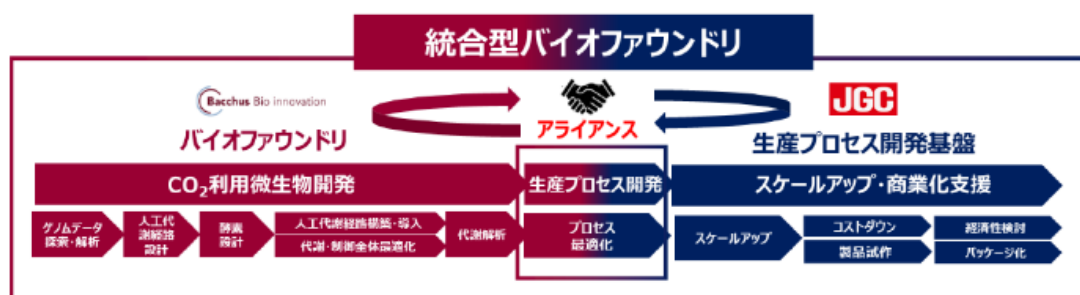 統合型バイオファウンドリ
Bacchus Bio innovation
JGC
アライアンス
バイオファウンドリ
生産プロセス開発基盤
CO₂利用微生物開発
生産プロセス開発
スケールアップ・商業化支援
ゲノムデータ
探索・解析
人工代
謝経路
設計
酵素
設計
人工代謝経路構築・導入
代謝・制御全体最適化
代謝解析
プロセス
最適化
スケールアップ
コストダウン
製品試作
経済性検討
パッケージ化